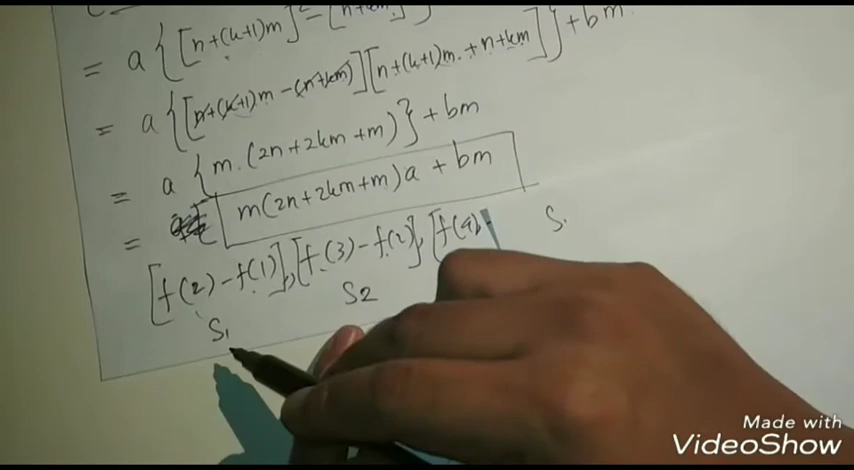 = a{[n+(k+1)m]²-[n+km]²}
= a{[n+(k+1)m-(n+km)][n+(k+1)m+n+km]}+bm
= a{m.(2n+2km+m)}+bm
= m(2n+2km+m)a+bm
[f(2)-f(1)],[f(3)-f(2)],[f(4)- S.
S1 S2
Made with
VideoShow